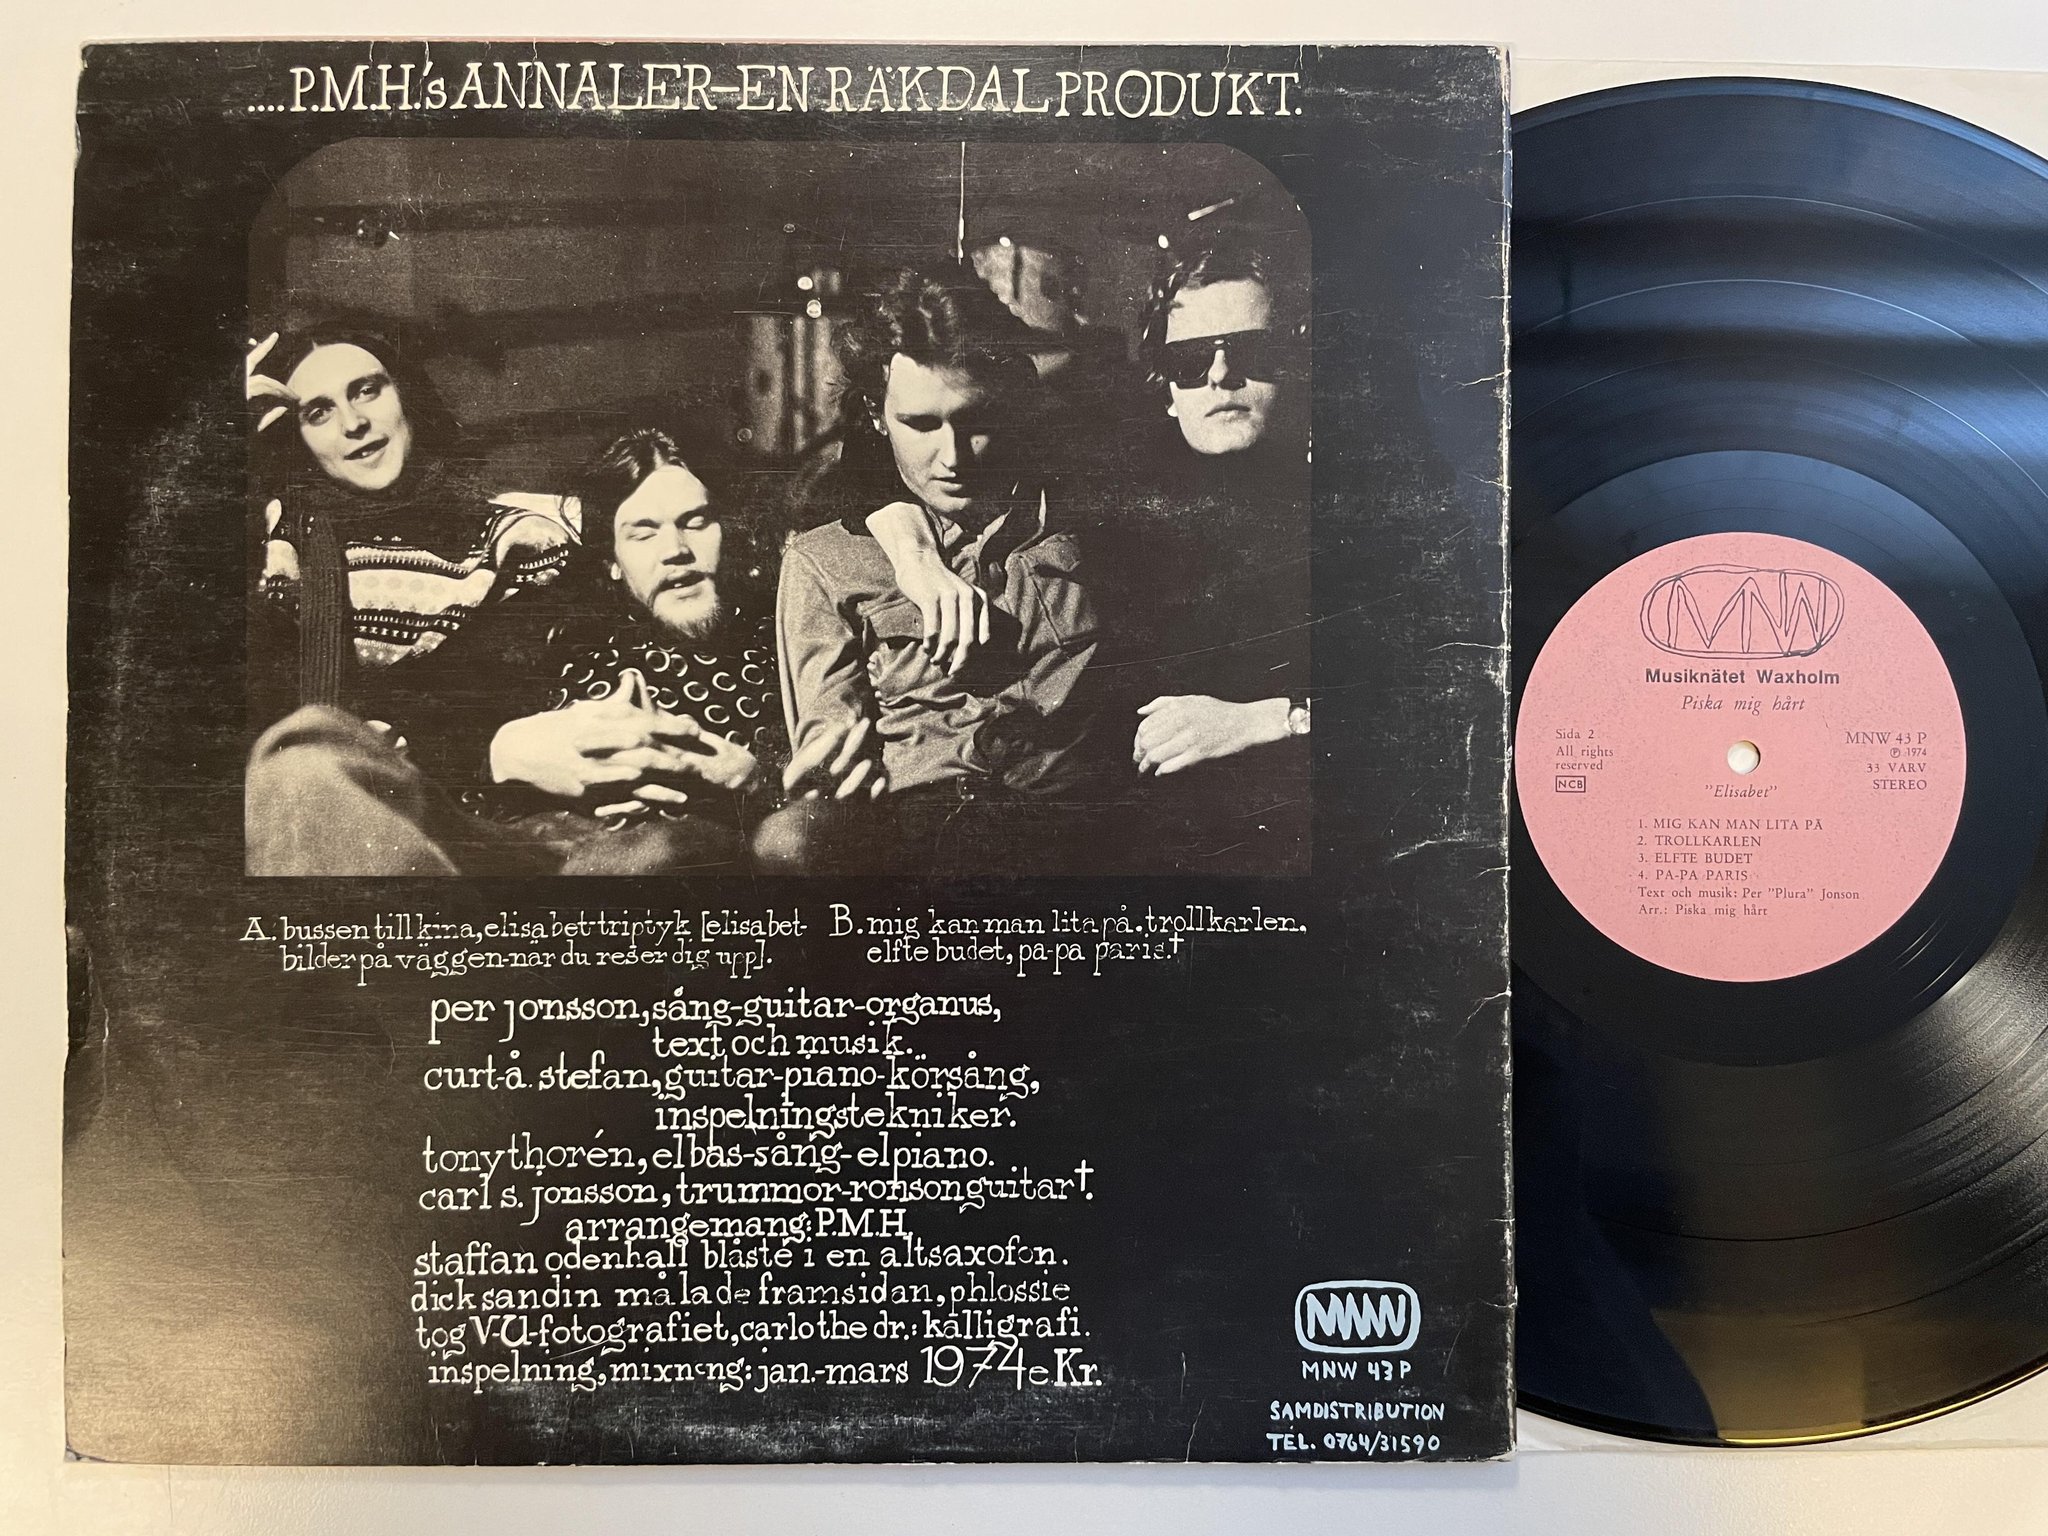 ....P.M.H.'s ANNALER-EN RÄKDAL PRODUKT.
A. bussen till kina, elisabet-triptyk [elisabet-
bilder på väggen-när du reser dig upp].
B. mig kan man lita på. trollkarlen.
elfte budet, pa-pa paris.†
per jonsson, sång-guitar-organus,
text och musik.
curt-å. stefan, guitar-piano-körsång,
inspelningstekniker.
tony thorén, elbas-sång-elpiano.
carl s. jonsson, trummor-ronsonguitar†.
arrangemang: P.M.H.
staffan odenhall blåste i en altsaxofon.
dick sandin målade framsidan, phlossie
tog V-U-fotografiet, carlo the dr.: kalligrafi.
inspelning, mixneng: jan.-mars 1974 e.Kr.
MNW
MNW 43 P
SAMDISTRIBUTION
TEL. 0764/31590
MNW
Musiknätet Waxholm
Piska mig hårt
Sida 2
All rights
reserved
NCB
MNW 43 P
℗ 1974
33 VARV
STEREO
"Elisabet"
1. MIG KAN MAN LITA PÅ
2. TROLLKARLEN
3. ELFTE BUDET
4. PA-PA PARIS
Text och musik: Per "Plura" Jonson
Arr.: Piska mig hårt